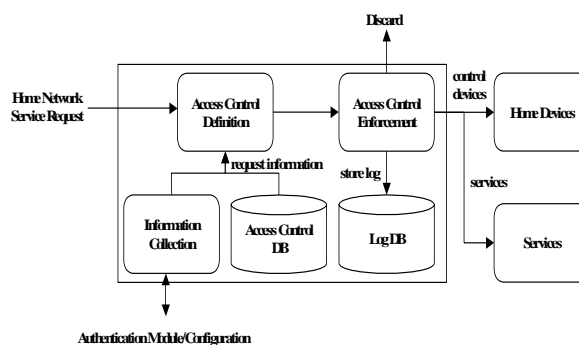 Discard
Home Network
Service Request
Access Control
Definition
Access Control
Enforcement
control
devices
Home Devices
request information
store log
services
Information
Collection
Access Control
DB
Log DB
Services
Authentication Module/Configuration